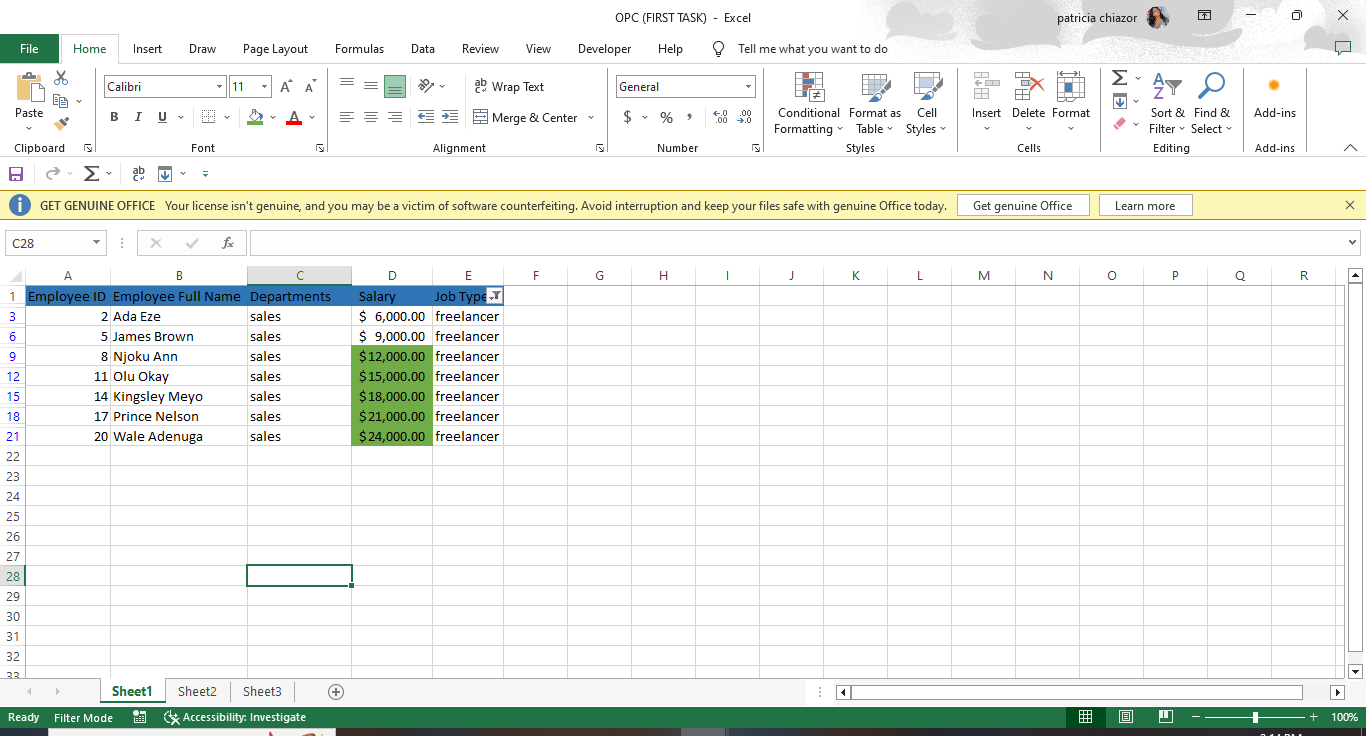 OPC (FIRST TASK) - Excel
patricia chiazor
File Home Insert Draw Page Layout Formulas Data Review View Developer Help Tell me what you want to do
Calibri 11
ab Wrap Text
General
Paste
B I U A
Merge & Center
$ % ,
Conditional Formatting
Format as Table
Cell Styles
Insert Delete Format
Sort & Filter
Find & Select
Add-ins
Clipboard Font Alignment Number Styles Cells Editing Add-ins
GET GENUINE OFFICE Your license isn't genuine, and you may be a victim of software counterfeiting. Avoid interruption and keep your files safe with genuine Office today. Get genuine Office Learn more
C28 fx
A B C D E F G H I J K L M N O P Q R
1 Employee ID Employee Full Name Departments Salary Job Type
3 2 Ada Eze sales $ 6,000.00 freelancer
6 5 James Brown sales $ 9,000.00 freelancer
9 8 Njoku Ann sales $12,000.00 freelancer
12 11 Olu Okay sales $15,000.00 freelancer
15 14 Kingsley Meyo sales $18,000.00 freelancer
18 17 Prince Nelson sales $21,000.00 freelancer
21 20 Wale Adenuga sales $24,000.00 freelancer
22
23
24
25
26
27
28
29
30
31
32
33
Sheet1 Sheet2 Sheet3
Ready Filter Mode Accessibility: Investigate 100%